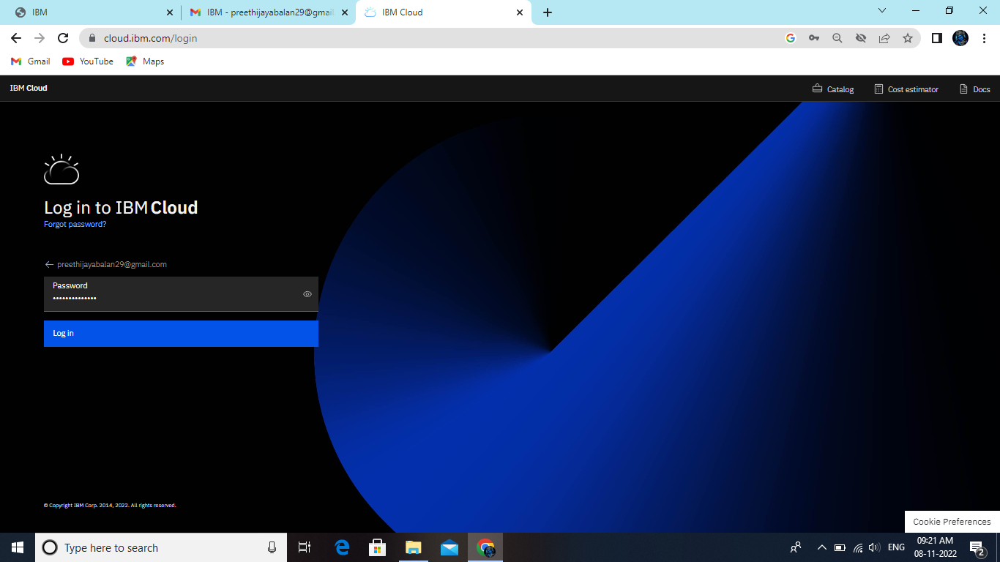 IBM
IBM - preethijayabalan29@gmail.
IBM Cloud
cloud.ibm.com/login
Gmail
YouTube
Maps
IBM Cloud
Catalog
Cost estimator
Docs
Log in to IBM Cloud
Forgot password?
preethijayabalan29@gmail.com
Password
••••••••••••••
Log in
© Copyright IBM Corp. 2014, 2022. All rights reserved.
Cookie Preferences
Type here to search
ENG
09:21 AM
08-11-2022
2